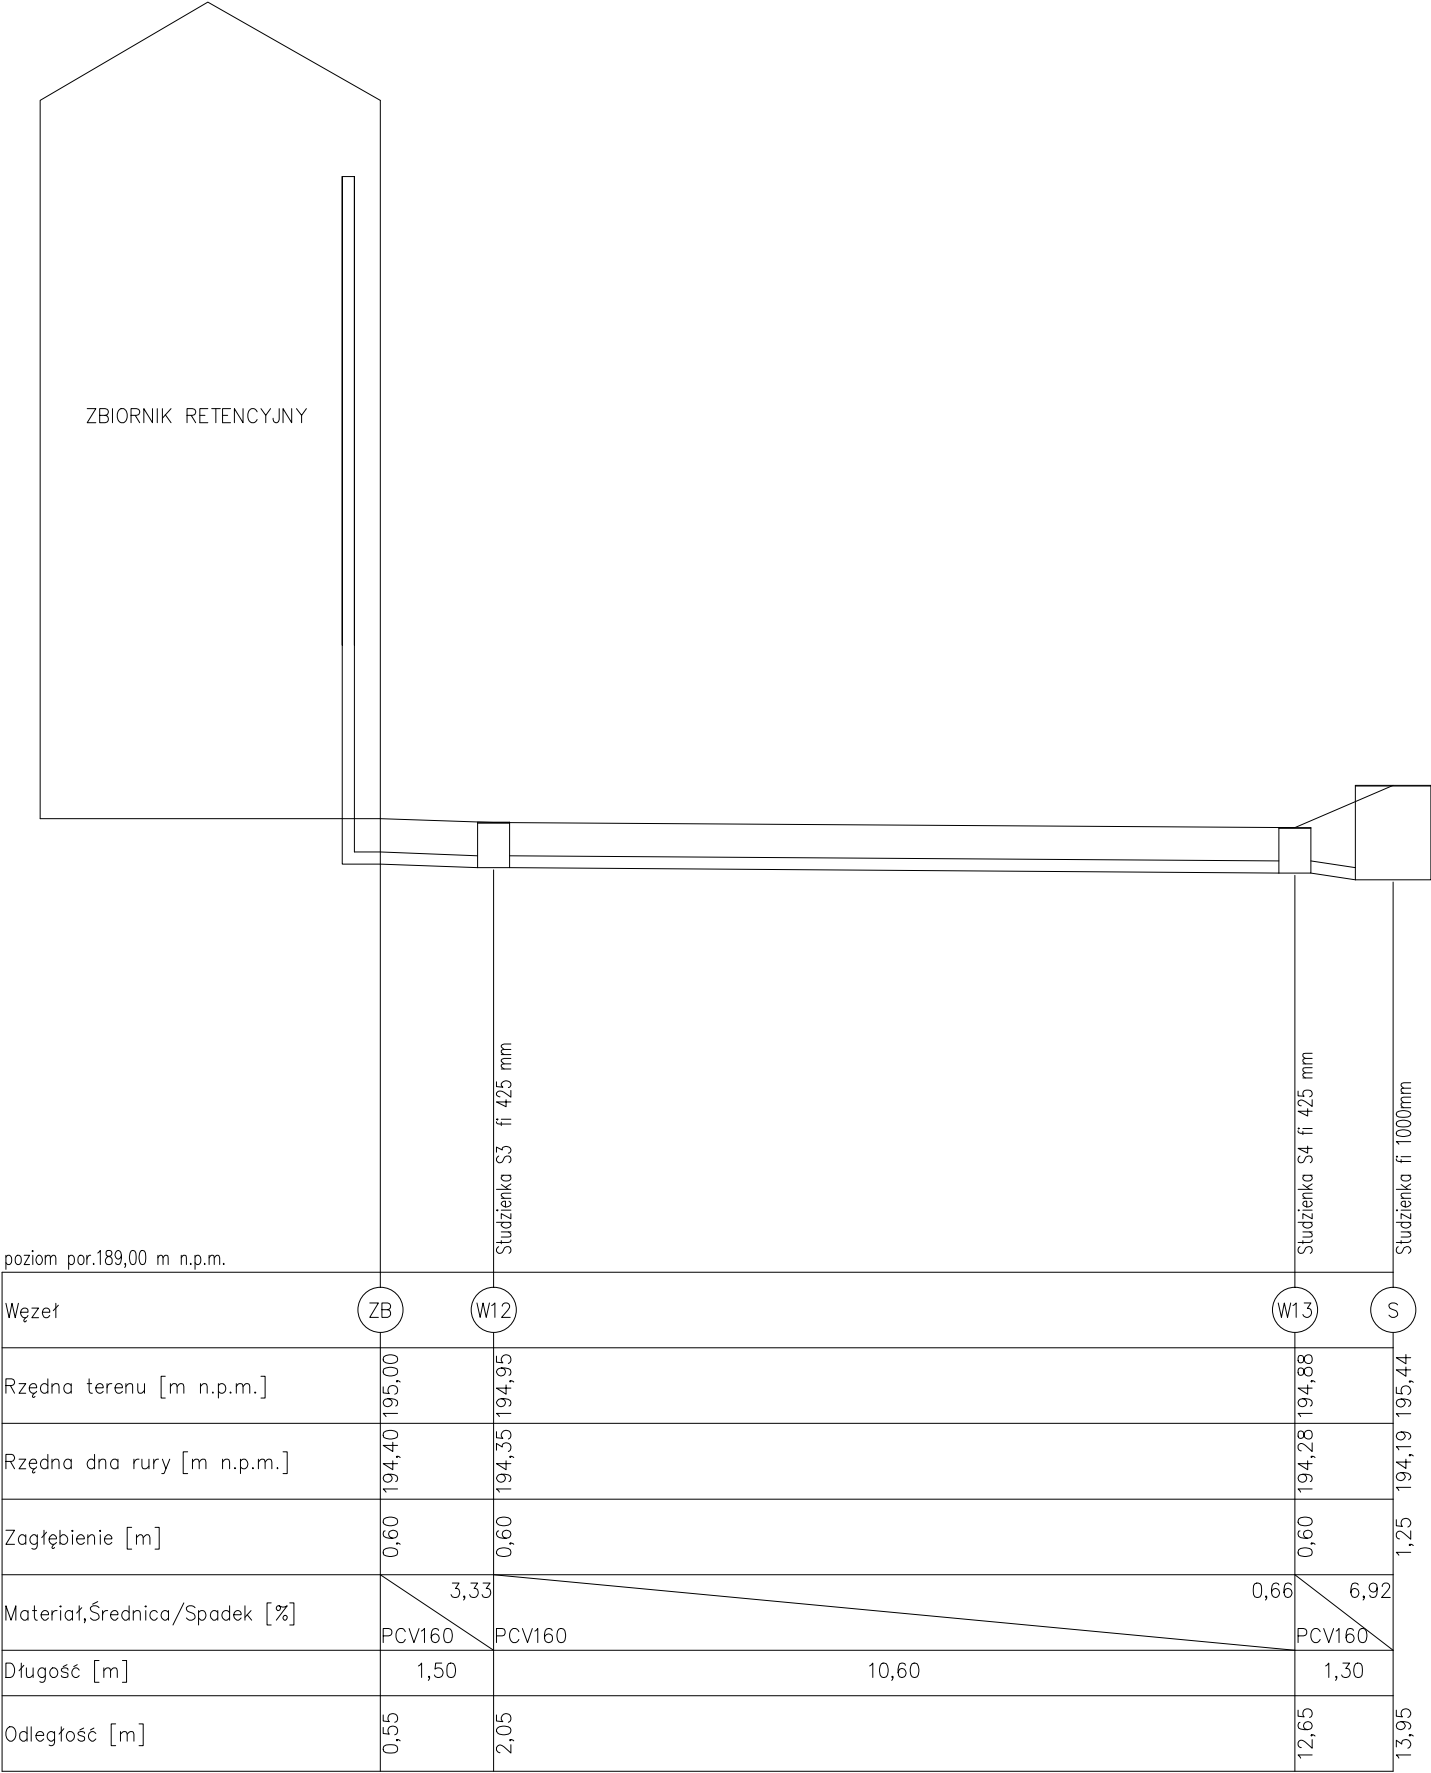 ZBIORNIK RETENCYJNY
Studzienka S3 fi 425 mm
Studzienka S4 fi 425 mm
Studzienka fi 1000mm
poziom por.189,00 m n.p.m.
Węzeł ZB W12 W13 S
Rzędna terenu [m n.p.m.] 195,00 194,95 194,88 195,44
Rzędna dna rury [m n.p.m.] 194,40 194,35 194,28 194,19
Zagłębienie [m] 0,60 0,60 0,60 1,25
3,33 0,66 6,92
Materiał,Średnica/Spadek [%]
PCV160 PCV160 PCV160
Długość [m] 1,50 10,60 1,30
Odległość [m] 0,55 2,05 12,65 13,95